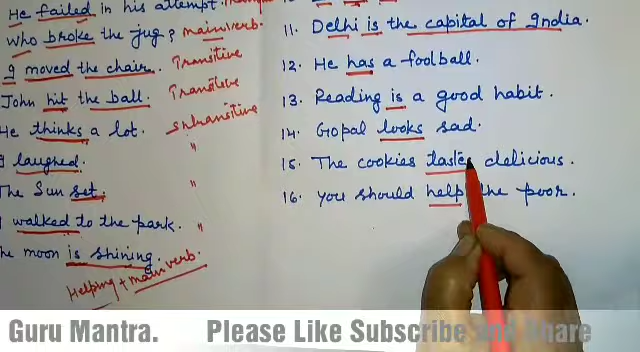 He failed in his attempt.
Who broke the jug? main verb.
I moved the chair. Transitive
John hit the ball. Transitive
He thinks a lot. Intransitive
I laughed. "
The Sun set. "
I walked to the park. "
The moon is shining.
Helping + main verb.
11. Delhi is the capital of India.
12. He has a foolball.
13. Reading is a good habit.
14. Gopal looks sad.
15. The cookies tastes delicious.
16. You should help the poor.
Guru Mantra. Please Like Subscribe and Share